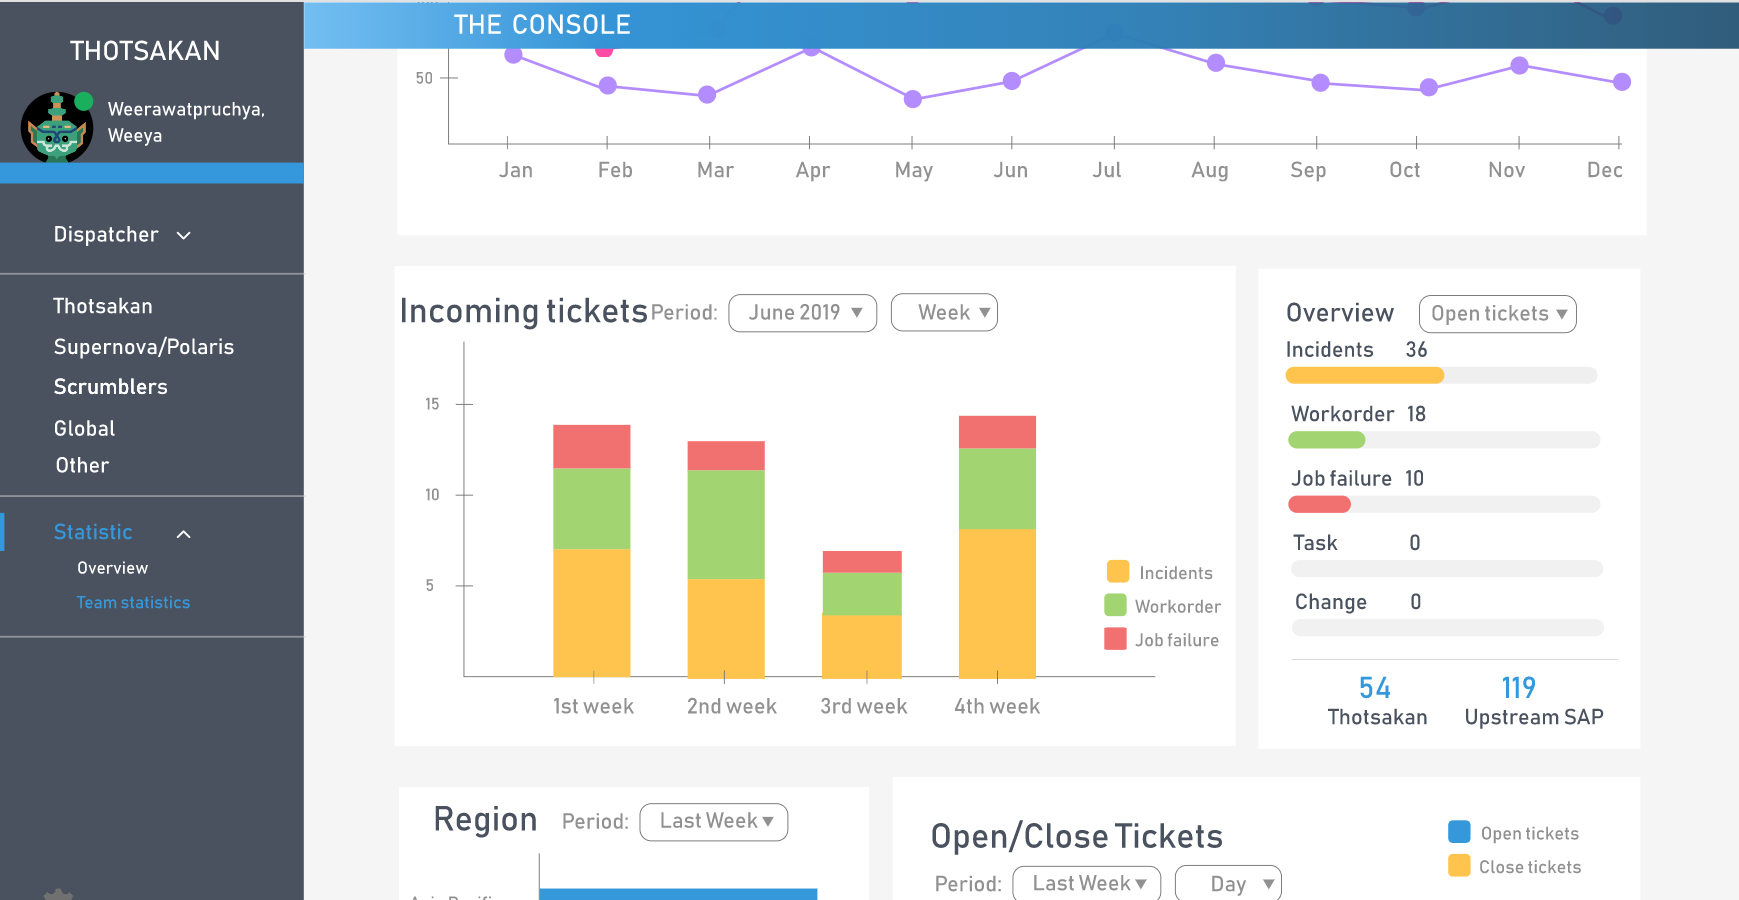 THE CONSOLE
THOTSAKAN
Weerawatpruchya,
Weeya
Dispatcher
Thotsakan
Supernova/Polaris
Scrumblers
Global
Other
Statistic
Overview
Team statistics
50
Jan Feb Mar Apr May Jun Jul Aug Sep Oct Nov Dec
Incoming tickets Period: June 2019 ▼ Week ▼
15
10
5
1st week 2nd week 3rd week 4th week
Incidents
Workorder
Job failure
Overview Open tickets ▼
Incidents 36
Workorder 18
Job failure 10
Task 0
Change 0
54 119
Thotsakan Upstream SAP
Region Period: Last Week ▼
Open/Close Tickets
Period: Last Week ▼ Day ▼
Open tickets
Close tickets